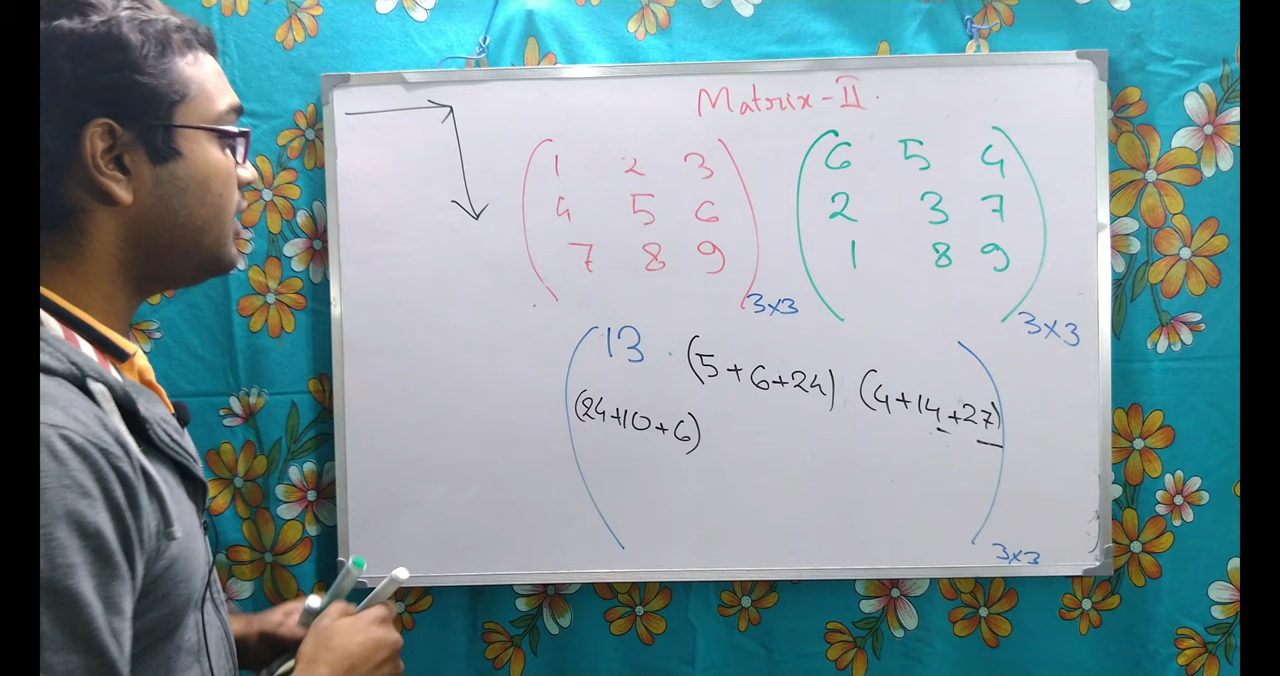 Matrix-II.
1 2 3
4 5 6
7 8 9
3×3
6 5 4
2 3 7
1 8 9
3×3
13 (5+6+24) (4+14+27)
(24+10+6)
3×3